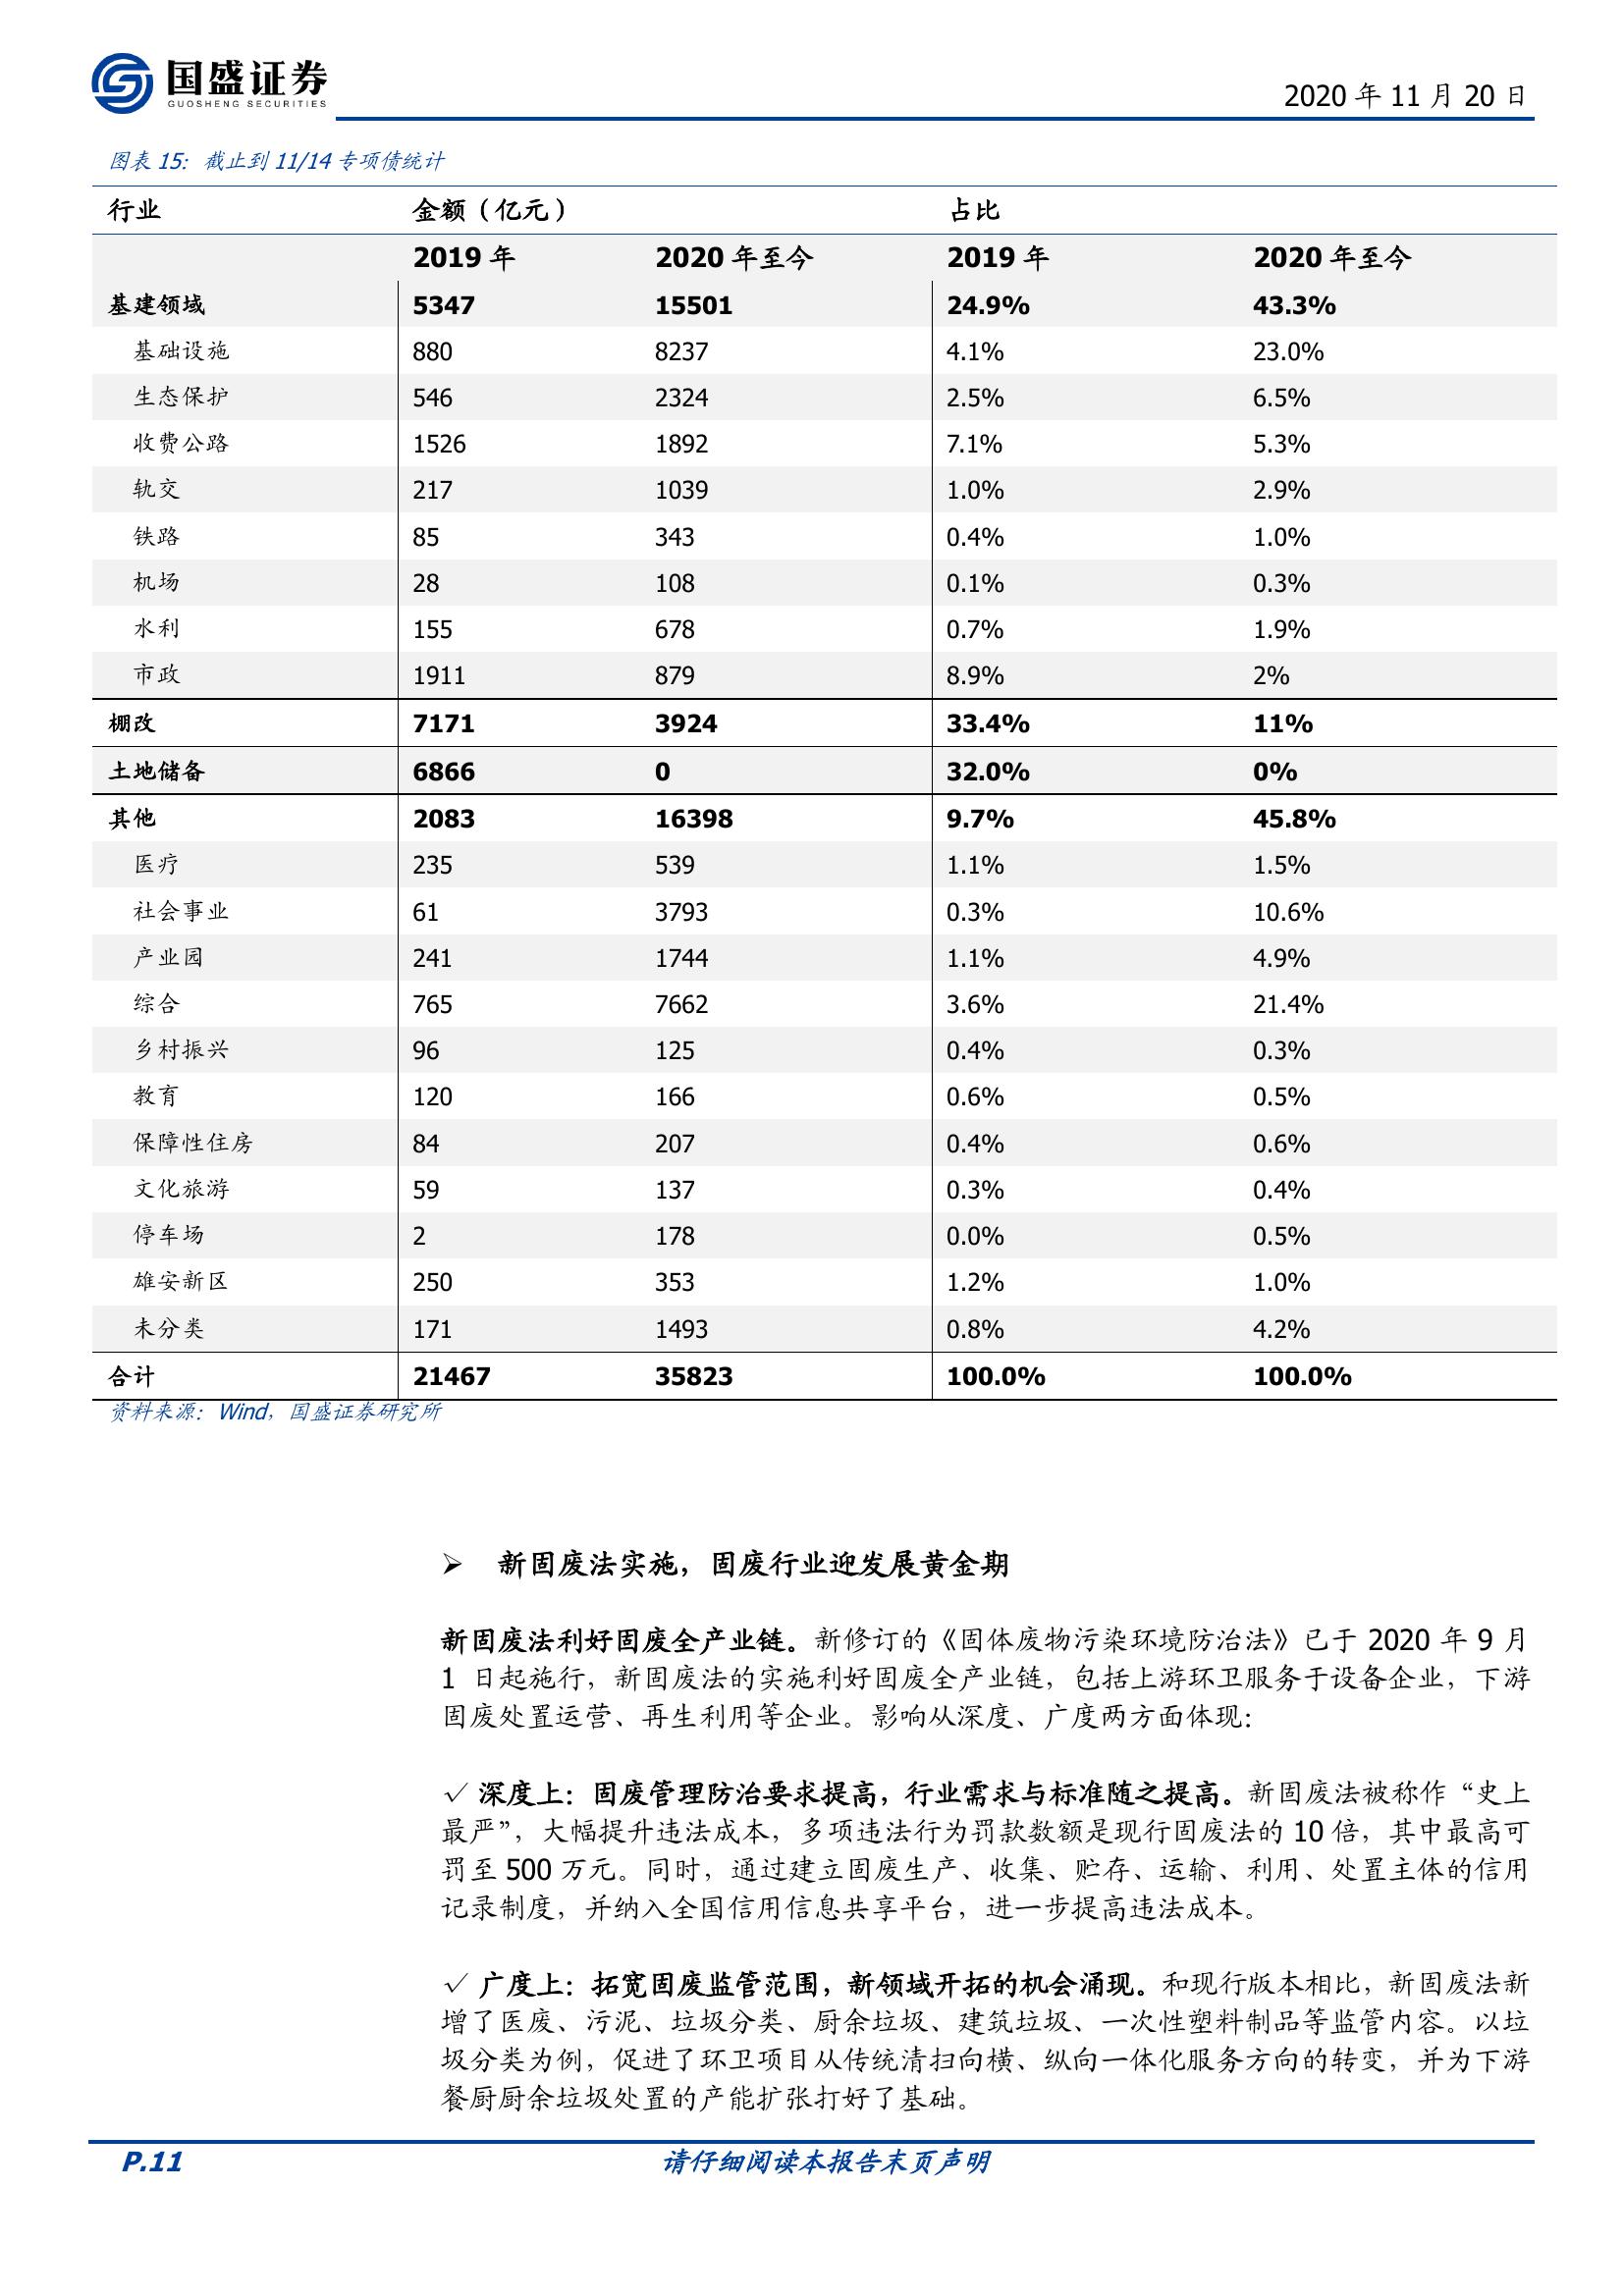 国盛证券
GUOSHENG SECURITIES
2020 年 11 月 20 日
图表 15：截止到 11/14 专项债统计
行业 金额（亿元） 占比
2019 年 2020 年至今 2019 年 2020 年至今
基建领域 5347 15501 24.9% 43.3%
基础设施 880 8237 4.1% 23.0%
生态保护 546 2324 2.5% 6.5%
收费公路 1526 1892 7.1% 5.3%
轨交 217 1039 1.0% 2.9%
铁路 85 343 0.4% 1.0%
机场 28 108 0.1% 0.3%
水利 155 678 0.7% 1.9%
市政 1911 879 8.9% 2%
棚改 7171 3924 33.4% 11%
土地储备 6866 0 32.0% 0%
其他 2083 16398 9.7% 45.8%
医疗 235 539 1.1% 1.5%
社会事业 61 3793 0.3% 10.6%
产业园 241 1744 1.1% 4.9%
综合 765 7662 3.6% 21.4%
乡村振兴 96 125 0.4% 0.3%
教育 120 166 0.6% 0.5%
保障性住房 84 207 0.4% 0.6%
文化旅游 59 137 0.3% 0.4%
停车场 2 178 0.0% 0.5%
雄安新区 250 353 1.2% 1.0%
未分类 171 1493 0.8% 4.2%
合计 21467 35823 100.0% 100.0%
资料来源：Wind，国盛证券研究所
➢ 新固废法实施，固废行业迎发展黄金期
新固废法利好固废全产业链。新修订的《固体废物污染环境防治法》已于 2020 年 9 月
1 日起施行，新固废法的实施利好固废全产业链，包括上游环卫服务于设备企业，下游
固废处置运营、再生利用等企业。影响从深度、广度两方面体现：
✓ 深度上：固废管理防治要求提高，行业需求与标准随之提高。新固废法被称作“史上
最严”，大幅提升违法成本，多项违法行为罚款数额是现行固废法的 10 倍，其中最高可
罚至 500 万元。同时，通过建立固废生产、收集、贮存、运输、利用、处置主体的信用
记录制度，并纳入全国信用信息共享平台，进一步提高违法成本。
✓ 广度上：拓宽固废监管范围，新领域开拓的机会涌现。和现行版本相比，新固废法新
增了医废、污泥、垃圾分类、厨余垃圾、建筑垃圾、一次性塑料制品等监管内容。以垃
圾分类为例，促进了环卫项目从传统清扫向横、纵向一体化服务方向的转变，并为下游
餐厨厨余垃圾处置的产能扩张打好了基础。
P.11 请仔细阅读本报告末页声明